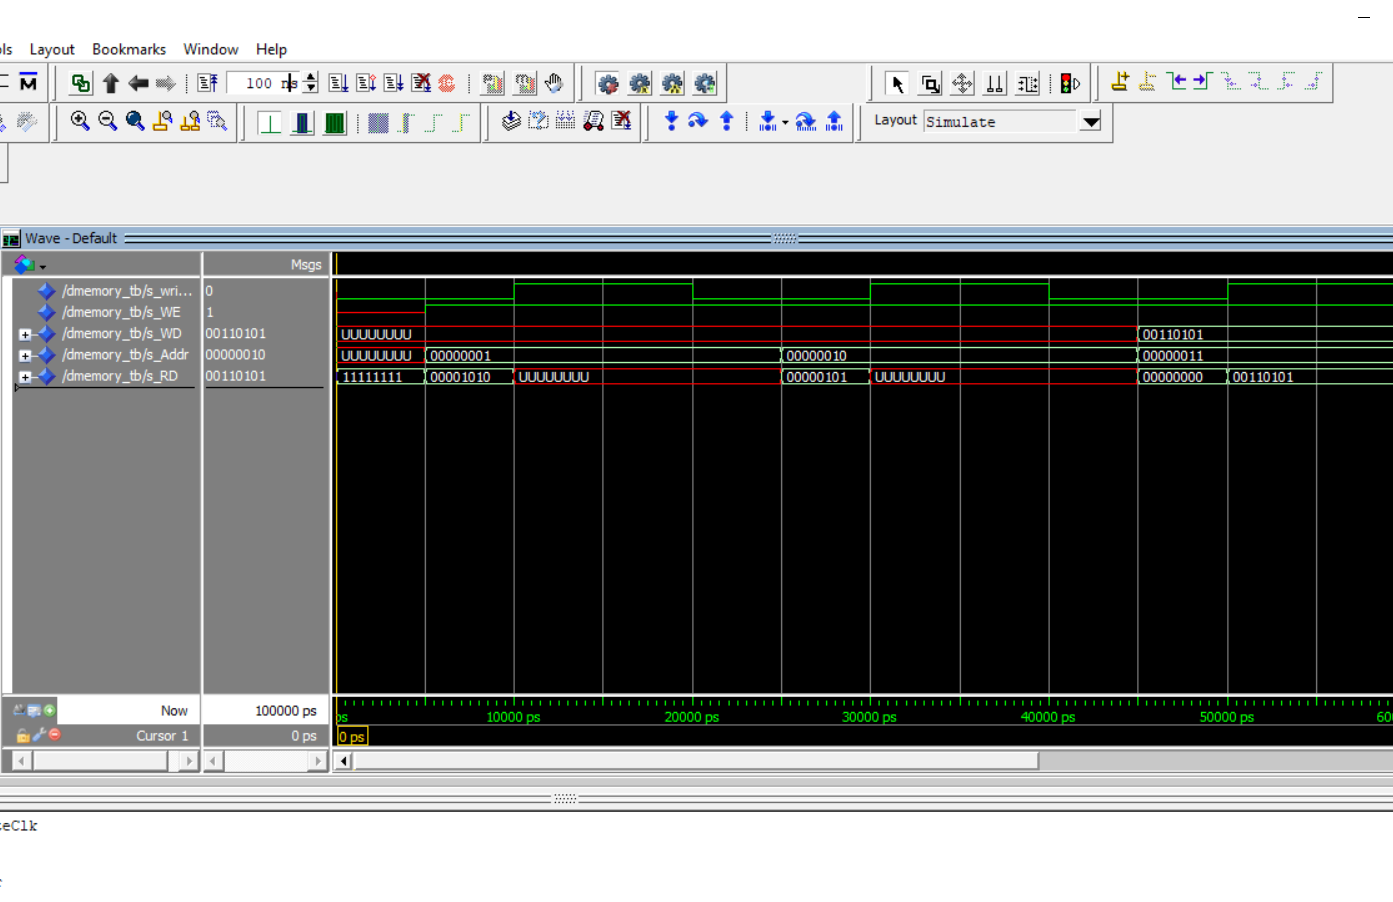 ols Layout Bookmarks Window Help
M 100 ns
Layout Simulate
Wave - Default
Msgs
/dmemory_tb/s_wri... 0
/dmemory_tb/s_WE 1
/dmemory_tb/s_WD 00110101 UUUUUUUU 00110101
/dmemory_tb/s_Addr 00000010 UUUUUUUU 00000001 00000010 00000011
/dmemory_tb/s_RD 00110101 11111111 00001010 UUUUUUUU 00000101 UUUUUUUU 00000000 00110101
Now 100000 ps ps 10000 ps 20000 ps 30000 ps 40000 ps 50000 ps 60
Cursor 1 0 ps 0 ps
eClk